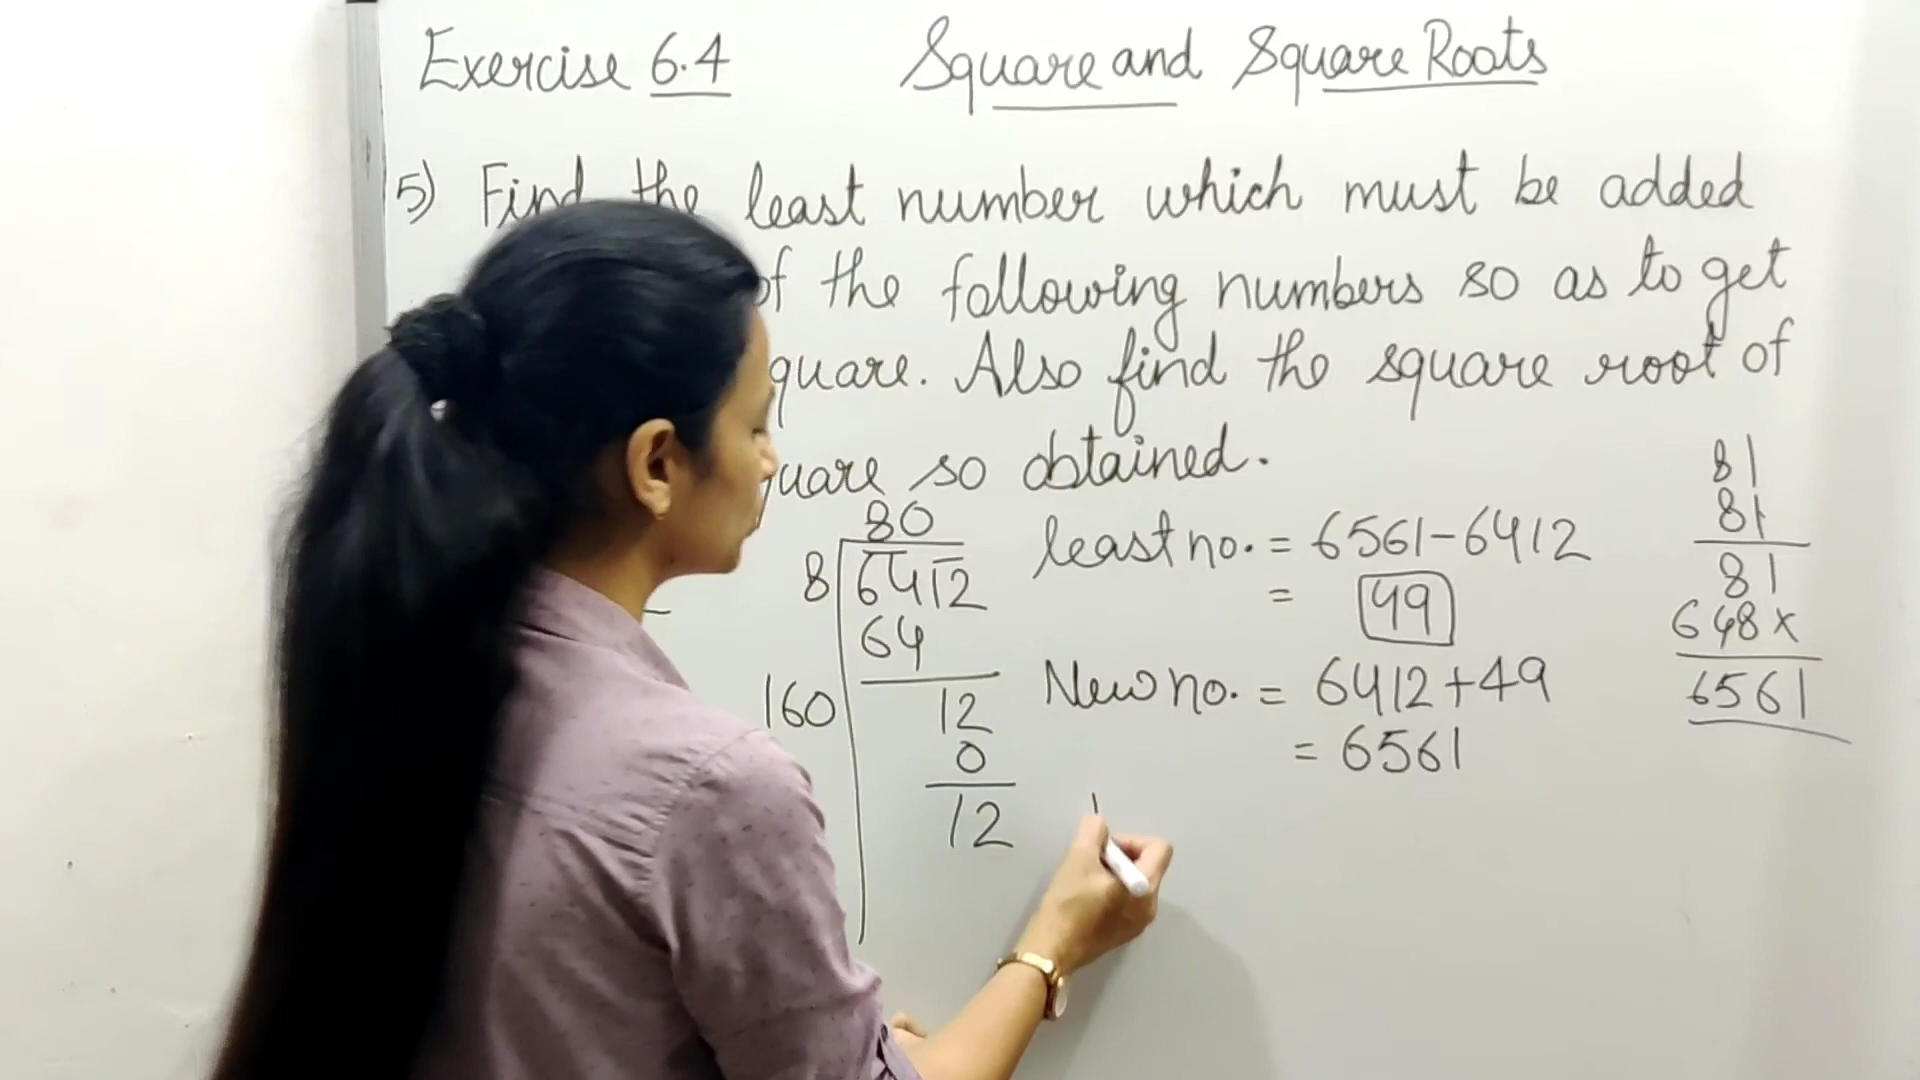 Exercise 6.4 Square and Square Roots
5) Find the least number which must be added
of the following numbers so as to get
quare. Also find the square root of
uare so obtained.
81
81
81
648x
6561
80
8 6412
64
160 12
0
12
least no. = 6561-6412
= 49
New no. = 6412+49
= 6561